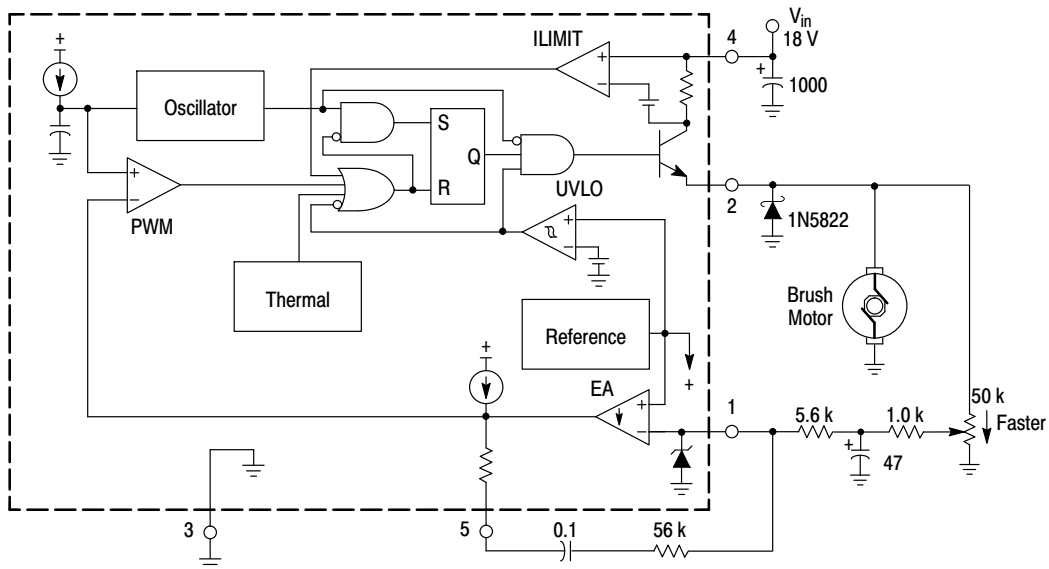 ILIMIT
4
Vin
18 V
+
+
−
+
1000
Oscillator
S
Q
R
+
−
PWM
UVLO
2
1N5822
+
−
Thermal
Brush
Motor
Reference
+
+
EA
+
−
1
5.6 k
1.0 k
50 k
Faster
+
47
3
5
0.1
56 k